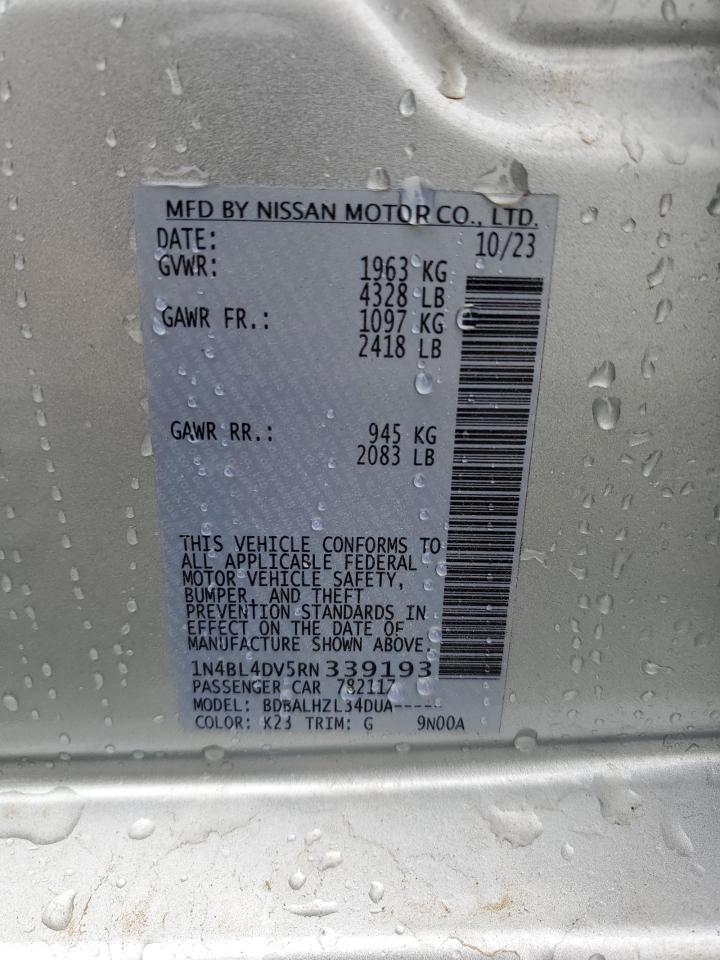 MFD BY NISSAN MOTOR CO., LTD.
DATE: 10/23
GVWR: 1963 KG
4328 LB
GAWR FR.: 1097 KG
2418 LB
GAWR RR.: 945 KG
2083 LB
THIS VEHICLE CONFORMS TO
ALL APPLICABLE FEDERAL
MOTOR VEHICLE SAFETY,
BUMPER, AND THEFT
PREVENTION STANDARDS IN
EFFECT ON THE DATE OF
MANUFACTURE SHOWN ABOVE.
1N4BL4DV5RN339193
PASSENGER CAR 782117
MODEL: BDBALHZL34DUA-----
COLOR: K23 TRIM: G 9N00A